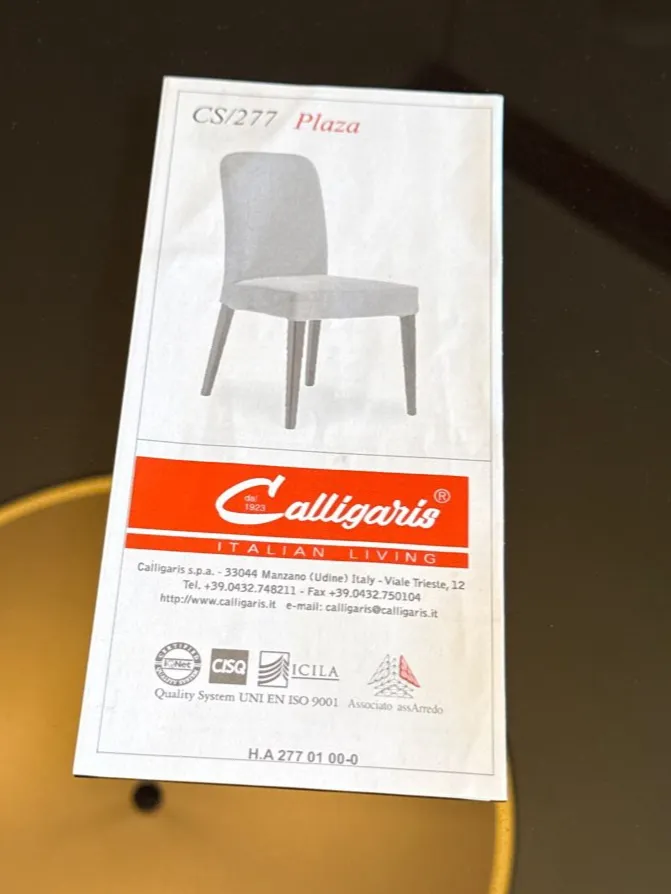 CS/277 Plaza
dal
1923
Calligaris®
ITALIAN LIVING
Calligaris s.p.a. - 33044 Manzano (Udine) Italy - Viale Trieste, 12
Tel. +39.0432.748211 - Fax +39.0432.750104
http://www.calligaris.it e-mail: calligaris@calligaris.it
CERTIFIED
IQNet
CISQ
ICILA
Quality System UNI EN ISO 9001
Associato assArredo
H.A 277 01 00-0